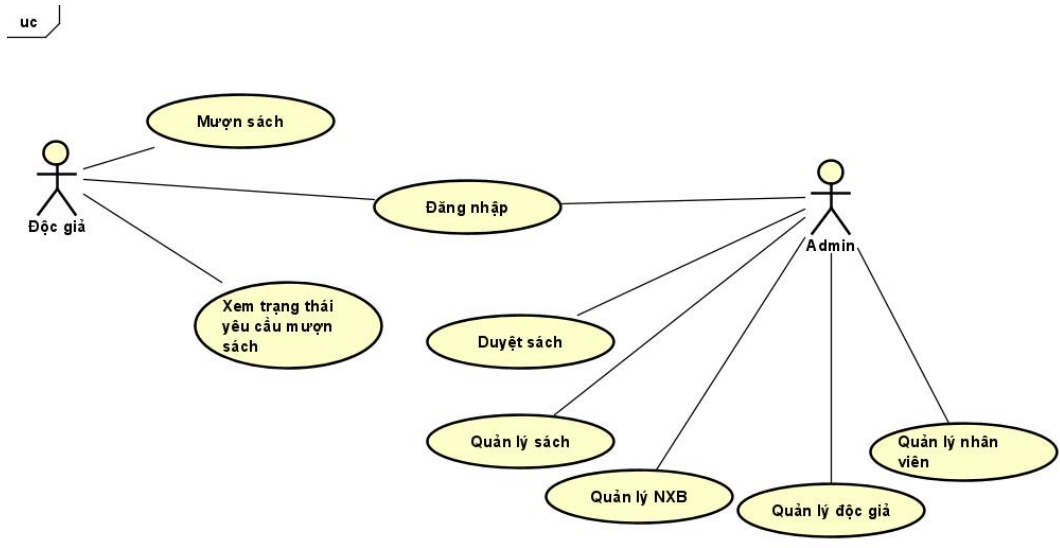 uc
Mượn sách
Độc giả
Đăng nhập
Admin
Xem trạng thái
yêu cầu mượn
sách
Duyệt sách
Quản lý sách
Quản lý nhân
viên
Quản lý NXB
Quản lý độc giả